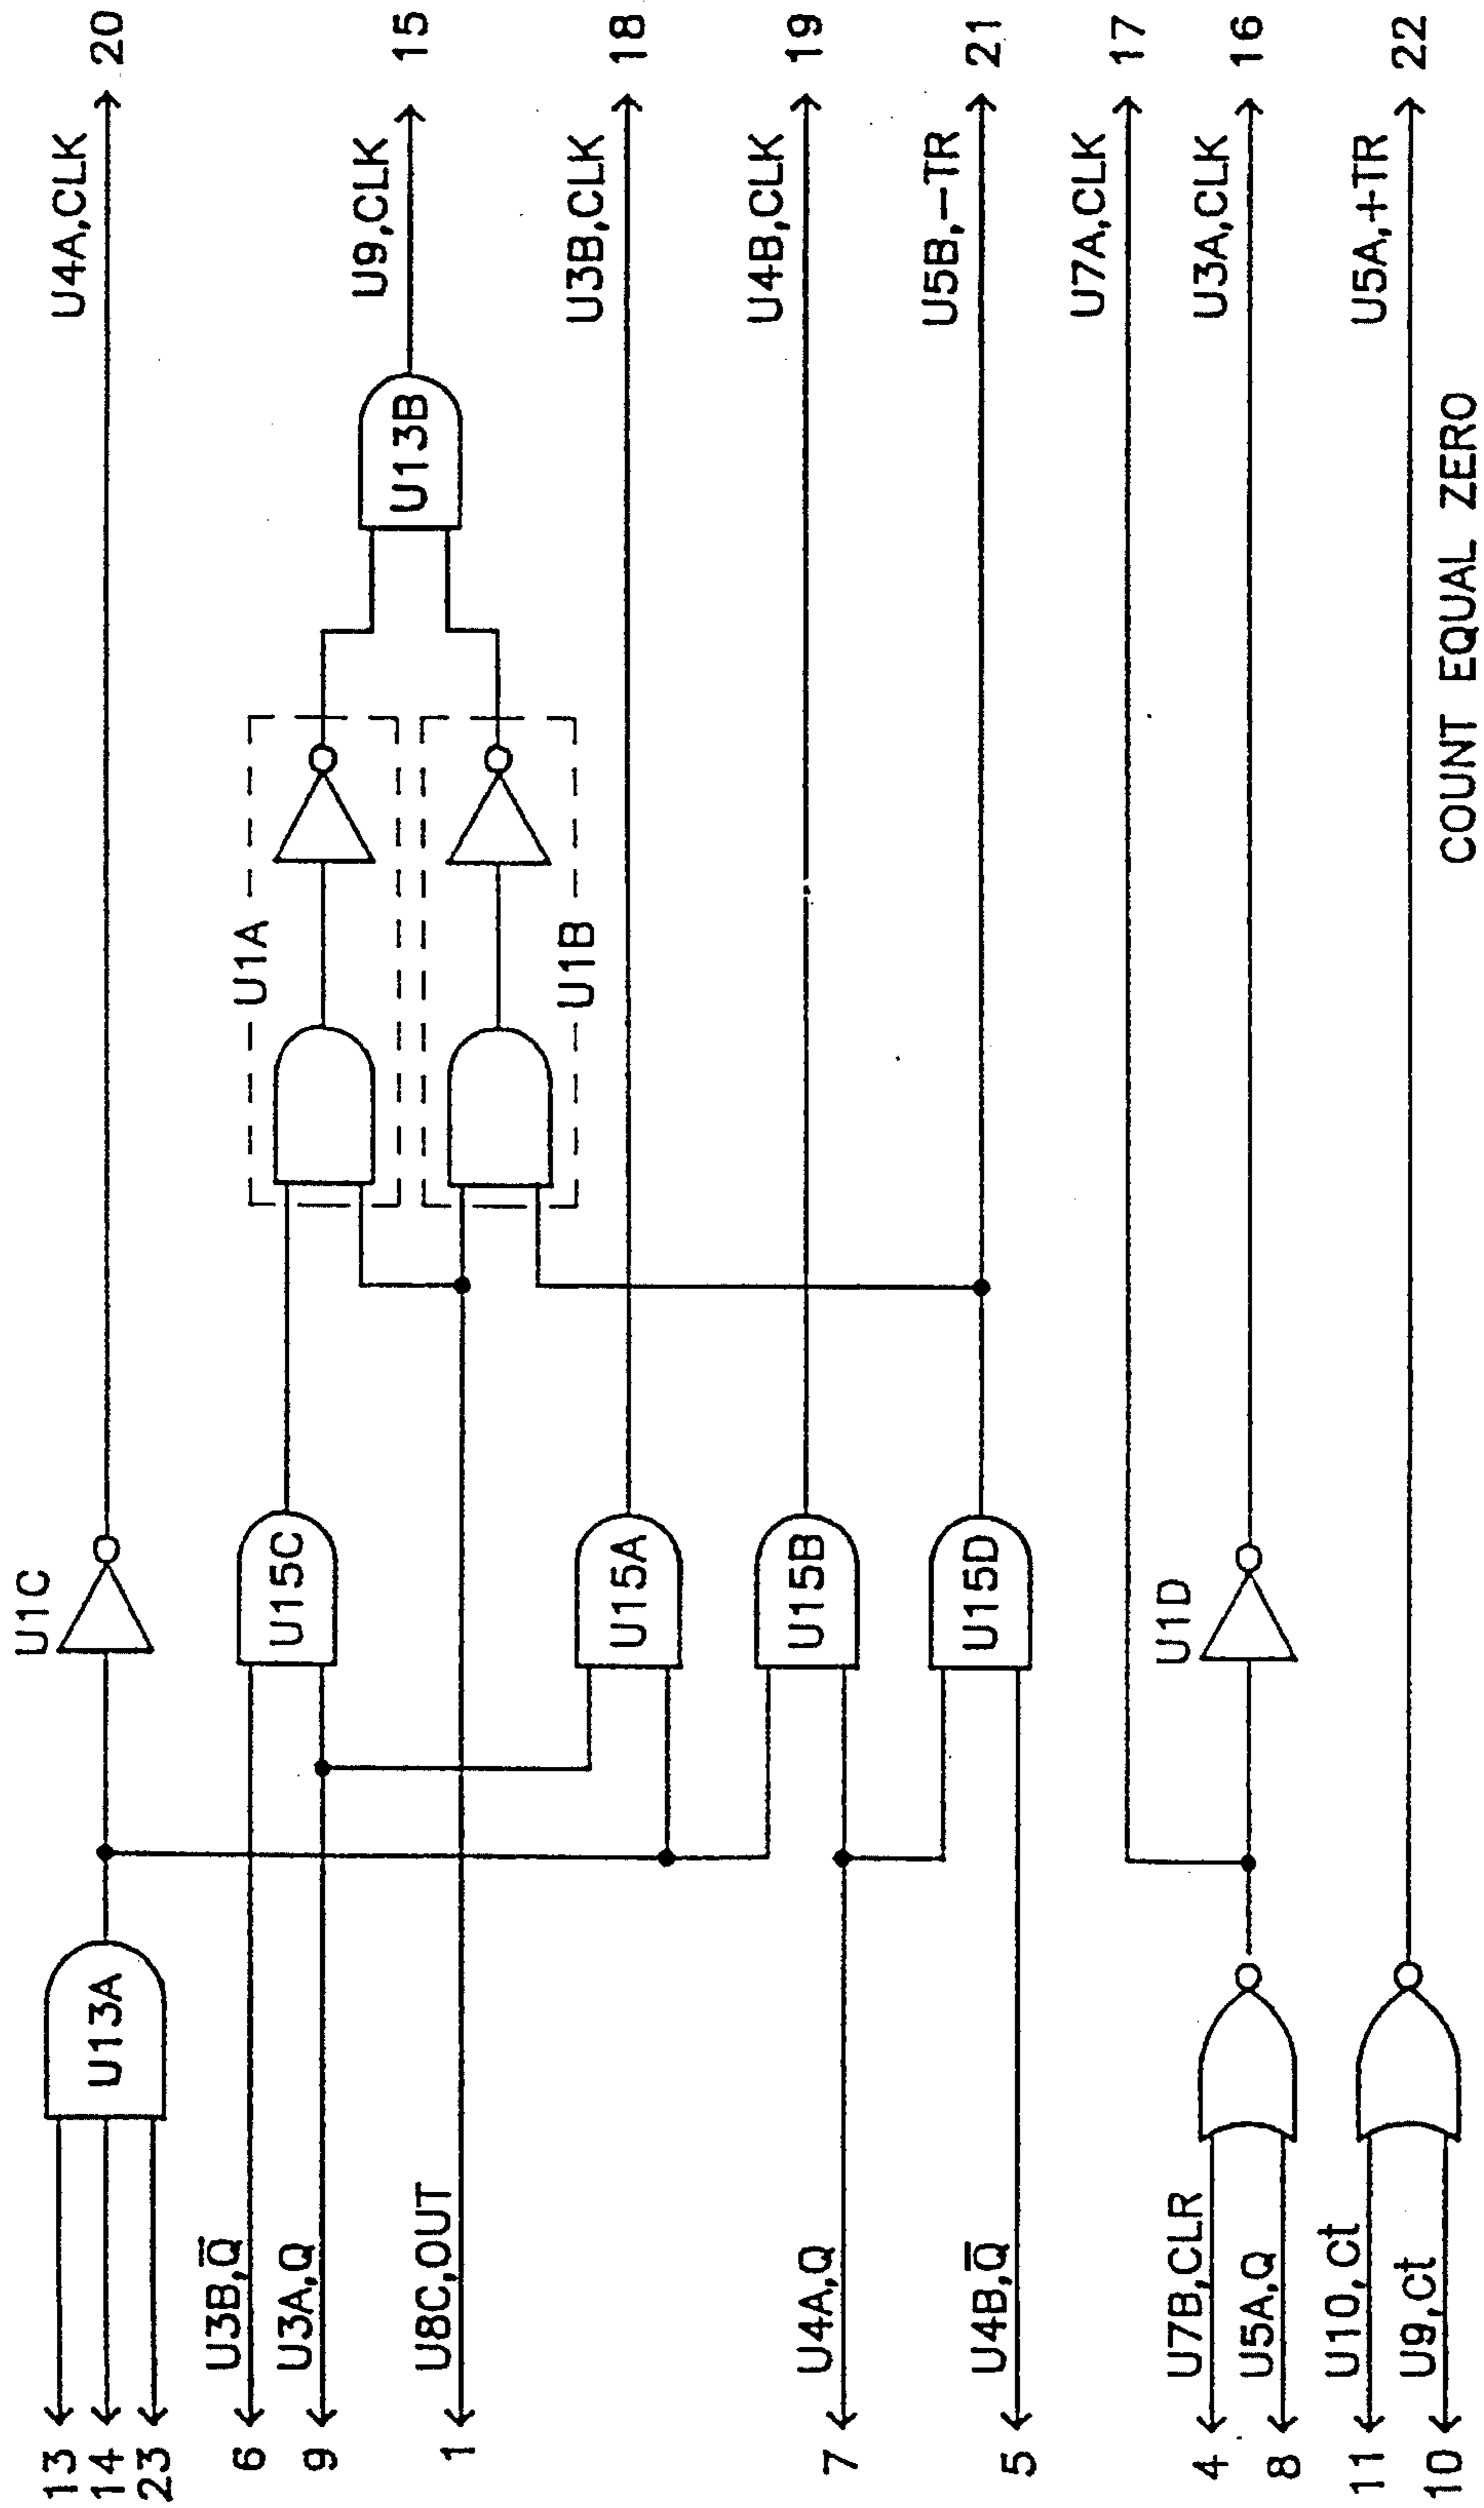 13
14
23
U13A
U1C
U4A,CLK
20
U3B,Q̅
6
U3A,Q
9
U15C
U1A
U13B
U9,CLK
15
U8C,OUT
1
U1B
U15A
U3B,CLK
18
U15B
U4B,CLK
19
U4A,Q
7
U15D
U5B,-TR
21
U4B,Q̅
5
U7A,CLK
17
U7B,CLR
4
U5A,Q
8
U1D
U3A,CLK
16
U10,Ct
11
U9,Ct
10
U5A,+TR
22
COUNT EQUAL ZERO